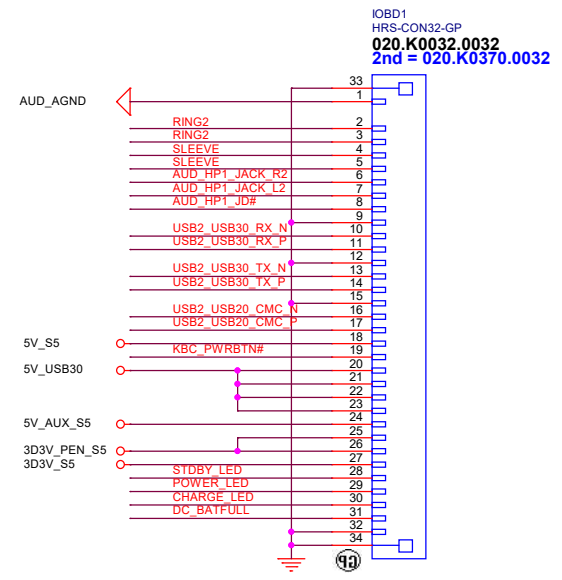 IOBD1
HRS-CON32-GP
020.K0032.0032
2nd = 020.K0370.0032
33
AUD_AGND 1
RING2 2
RING2 3
SLEEVE 4
SLEEVE 5
AUD_HP1_JACK_R2 6
AUD_HP1_JACK_L2 7
AUD_HP1_JD# 8
9
USB2_USB30_RX_N 10
USB2_USB30_RX_P 11
12
USB2_USB30_TX_N 13
USB2_USB30_TX_P 14
15
USB2_USB20_CMC_N 16
USB2_USB20_CMC_P 17
5V_S5 18
KBC_PWRBTN# 19
5V_USB30 20
21
22
23
5V_AUX_S5 24
25
3D3V_PEN_S5 26
3D3V_S5 27
STDBY_LED 28
POWER_LED 29
CHARGE_LED 30
DC_BATFULL 31
32
34